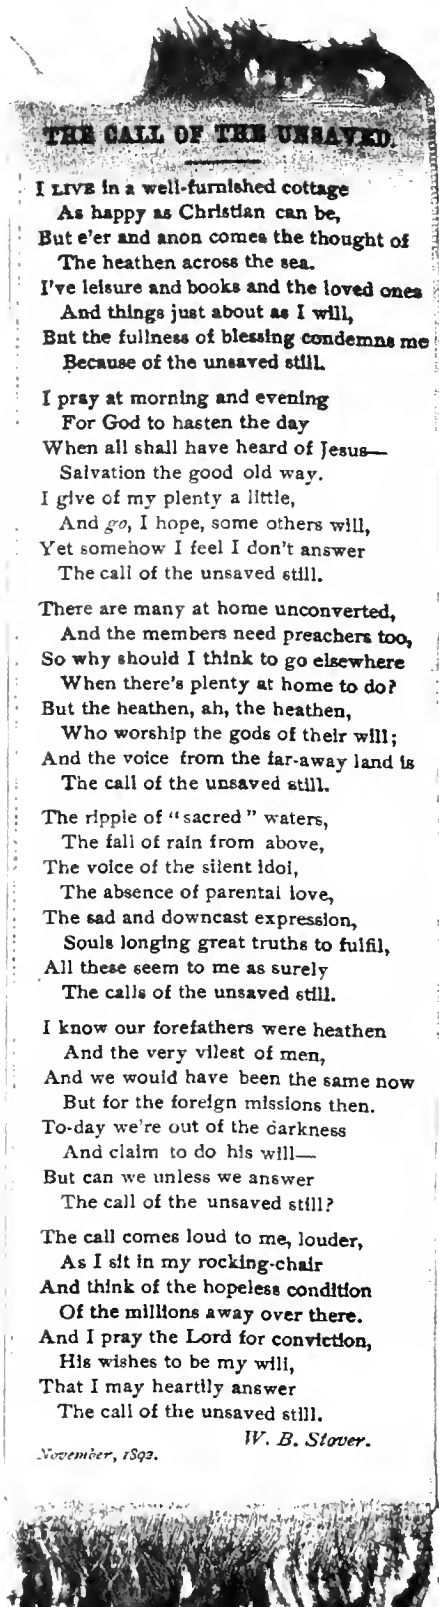 THE CALL OF THE UNSAVED.
I LIVE in a well-furnished cottage
As happy as Christian can be,
But e'er and anon comes the thought of
The heathen across the sea.
I've leisure and books and the loved ones
And things just about as I will,
Bnt the fullness of blessing condemns me
Because of the unsaved still.
I pray at morning and evening
For God to hasten the day
When all shall have heard of Jesus—
Salvation the good old way.
I give of my plenty a little,
And go, I hope, some others will,
Yet somehow I feel I don't answer
The call of the unsaved still.
There are many at home unconverted,
And the members need preachers too,
So why should I think to go elsewhere
When there's plenty at home to do?
But the heathen, ah, the heathen,
Who worship the gods of their will;
And the voice from the far-away land is
The call of the unsaved still.
The ripple of "sacred" waters,
The fall of rain from above,
The voice of the silent idol,
The absence of parental love,
The sad and downcast expression,
Souls longing great truths to fulfil,
All these seem to me as surely
The calls of the unsaved still.
I know our forefathers were heathen
And the very vilest of men,
And we would have been the same now
But for the foreign missions then.
To-day we're out of the darkness
And claim to do his will—
But can we unless we answer
The call of the unsaved still?
The call comes loud to me, louder,
As I sit in my rocking-chair
And think of the hopeless condition
Of the millions away over there.
And I pray the Lord for conviction,
His wishes to be my will,
That I may heartily answer
The call of the unsaved still.
W. B. Stover.
November, 1892.